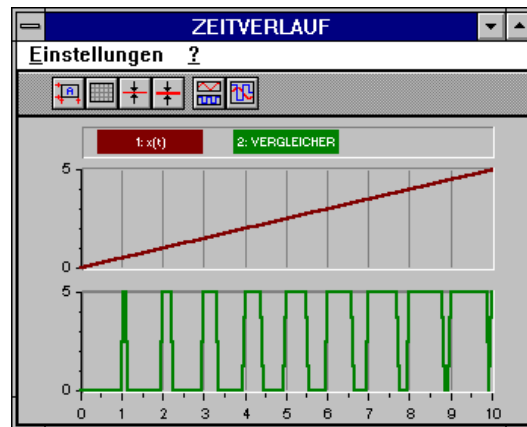 ZEITVERLAUF
Einstellungen ?
A
1: x(t) 2: VERGLEICHER
5
0
5
0
0 1 2 3 4 5 6 7 8 9 10